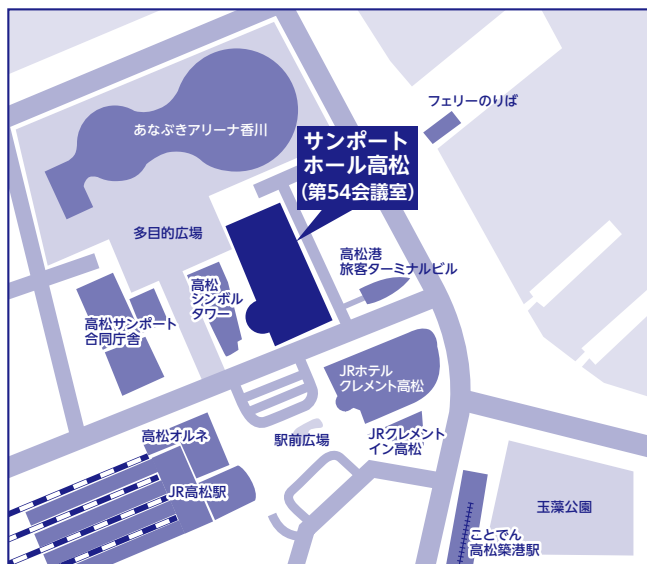 フェリーのりば
あなぶきアリーナ香川
サンポート
ホール高松
(第54会議室)
多目的広場
高松港
旅客ターミナルビル
高松
シンボル
タワー
高松サンポート
合同庁舎
JRホテル
クレメント高松
高松オルネ
駅前広場
JRクレメント
イン高松
JR高松駅
玉藻公園
ことでん
高松築港駅